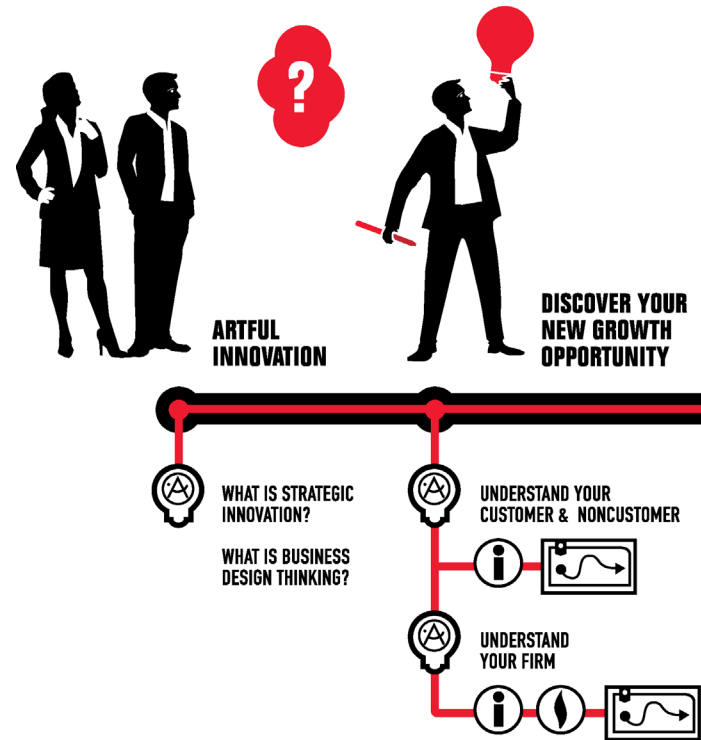 ?
ARTFUL
INNOVATION
DISCOVER YOUR
NEW GROWTH
OPPORTUNITY
WHAT IS STRATEGIC
INNOVATION?
WHAT IS BUSINESS
DESIGN THINKING?
UNDERSTAND YOUR
CUSTOMER & NONCUSTOMER
i
UNDERSTAND
YOUR FIRM
i